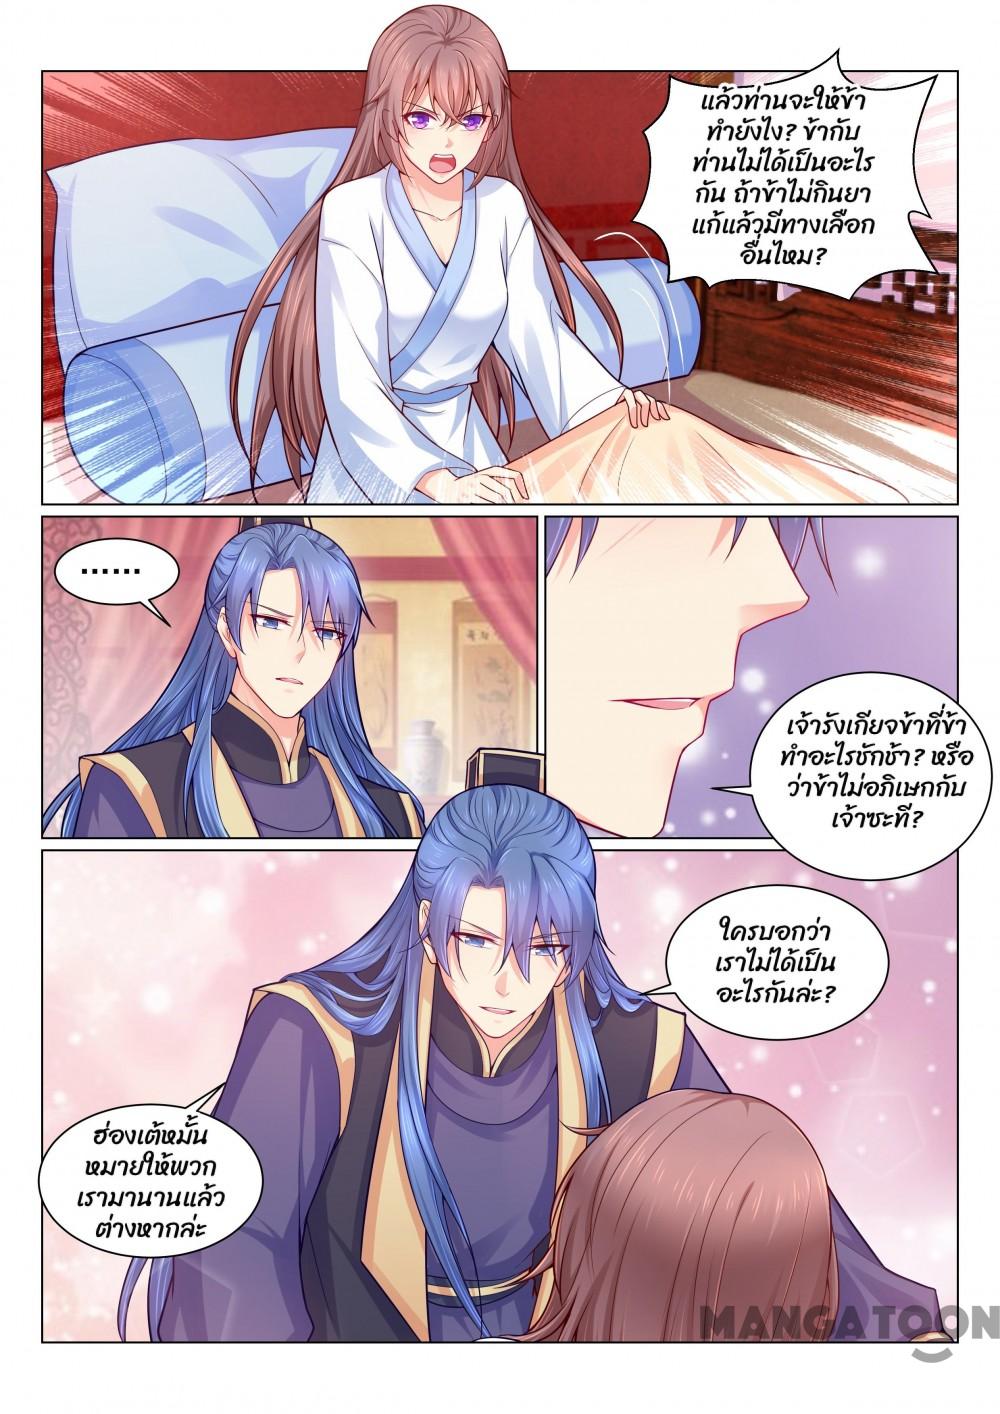 แล้วท่านจะให้ข้า
ทำยังไง? ข้ากับ
ท่านไม่ได้เป็นอะไร
กัน ถ้าข้าไม่กินยา
แก้แล้วมีทางเลือก
อื่นไหม?
......
เจ้ารังเกียจข้าที่ข้า
ทำอะไรชักช้า? หรือ
ว่าข้าไม่อภิเษกกับ
เจ้าซะที?
ใครบอกว่า
เราไม่ได้เป็น
อะไรกันล่ะ?
ฮ่องเต้หมั้น
หมายให้พวก
เรามานานแล้ว
ต่างหากล่ะ
MANGATOON